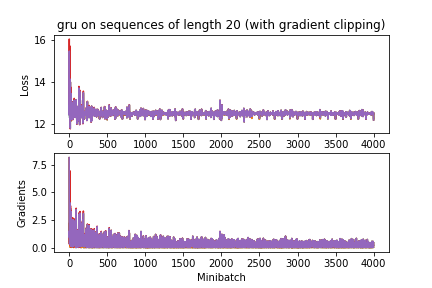 gru on sequences of length 20 (with gradient clipping)
16
14
12
Loss
0 500 1000 1500 2000 2500 3000 3500 4000
7.5
5.0
2.5
0.0
Gradients
0 500 1000 1500 2000 2500 3000 3500 4000
Minibatch